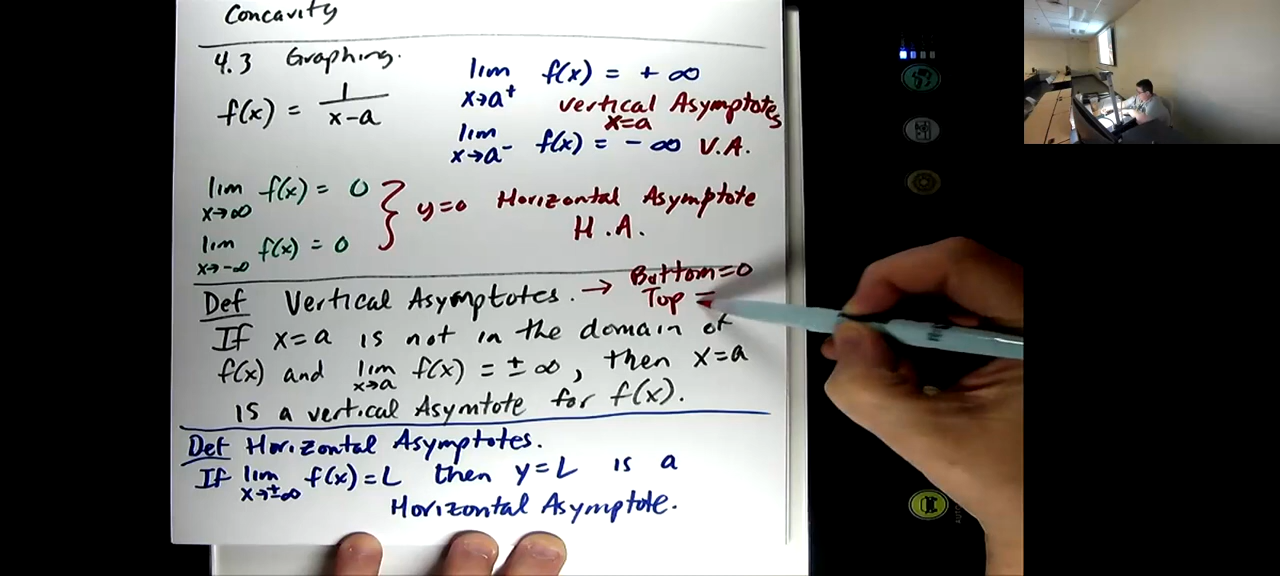 Concavity
4.3 Graphing.
f(x) = 1/(x-a)
lim x→a⁺ f(x) = + ∞
vertical Asymptotes
x=a
lim x→a⁻ f(x) = - ∞ V.A.
lim x→∞ f(x) = 0
lim x→-∞ f(x) = 0
} y=0 Horizontal Asymptote
H.A.
Def Vertical Asymptotes. → Bottom=0
Top =
If x=a is not in the domain of
f(x) and lim x→a f(x) = ± ∞, then x=a
is a vertical Asymtote for f(x).
Def Horizontal Asymptotes.
If lim x→±∞ f(x)=L then y=L is a
Horizontal Asymptote.